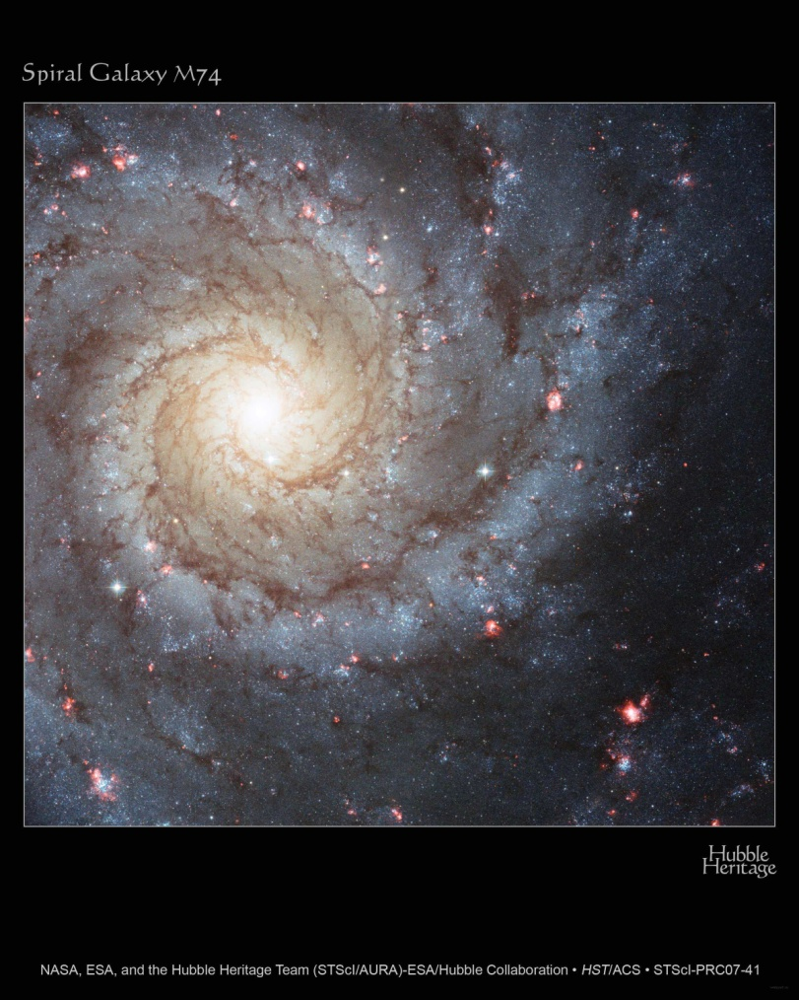 Spiral Galaxy M74
Hubble
Heritage
NASA, ESA, and the Hubble Heritage Team (STScI/AURA)-ESA/Hubble Collaboration • HST/ACS • STScI-PRC07-41